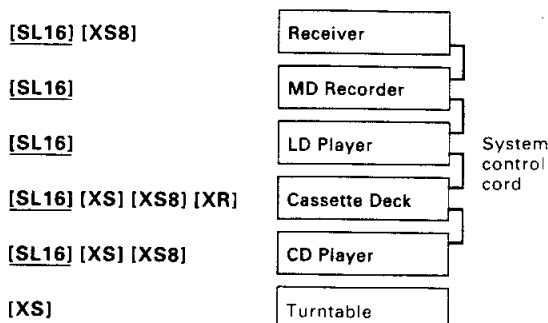 [SL16] [XS8] Receiver
[SL16] MD Recorder
[SL16] LD Player
System
control
cord
[SL16] [XS] [XS8] [XR] Cassette Deck
[SL16] [XS] [XS8] CD Player
[XS] Turntable